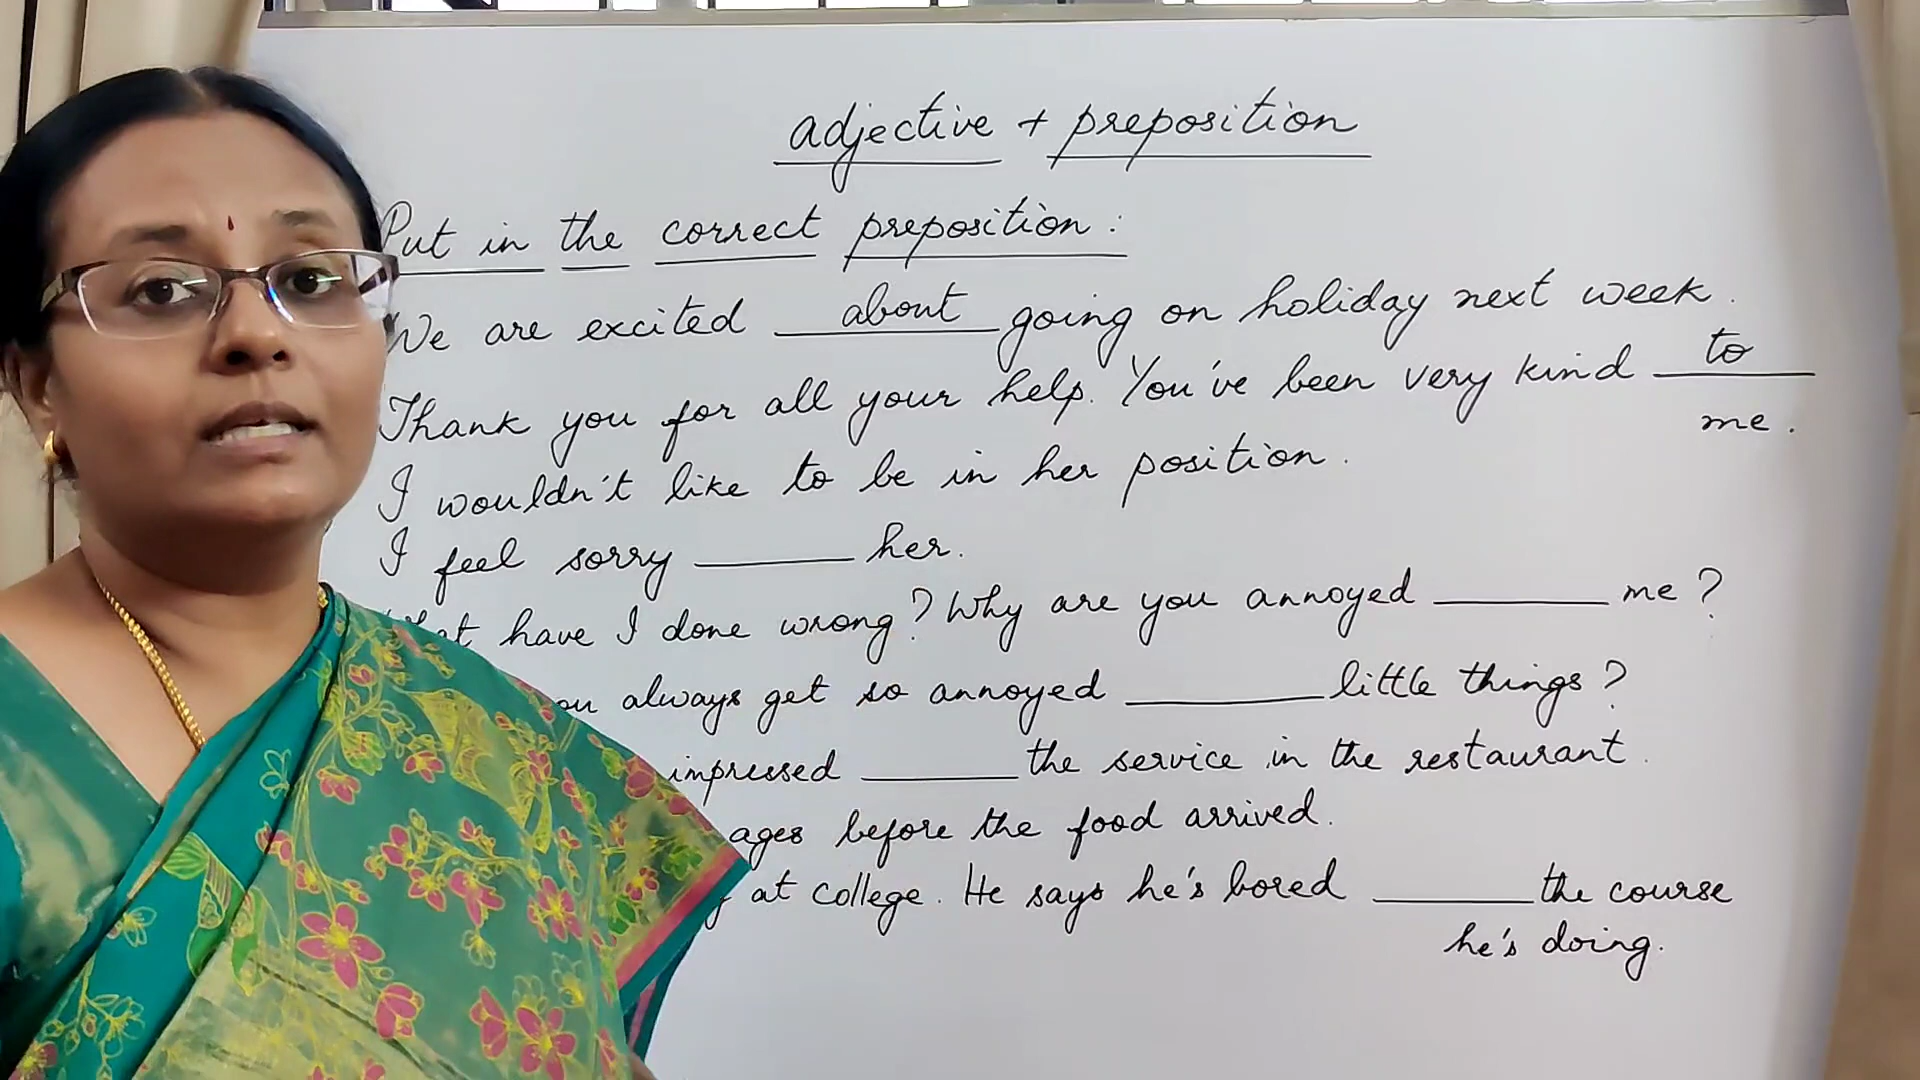 adjective + preposition
Put in the correct preposition :
We are excited about going on holiday next week.
Thank you for all your help. You've been very kind to
me.
I wouldn't like to be in her position.
I feel sorry ______ her.
have I done wrong? Why are you annoyed ______ me?
always get so annoyed ______ little things?
impressed ______ the service in the restaurant.
ages before the food arrived.
at college. He says he's bored ______ the course
he's doing.